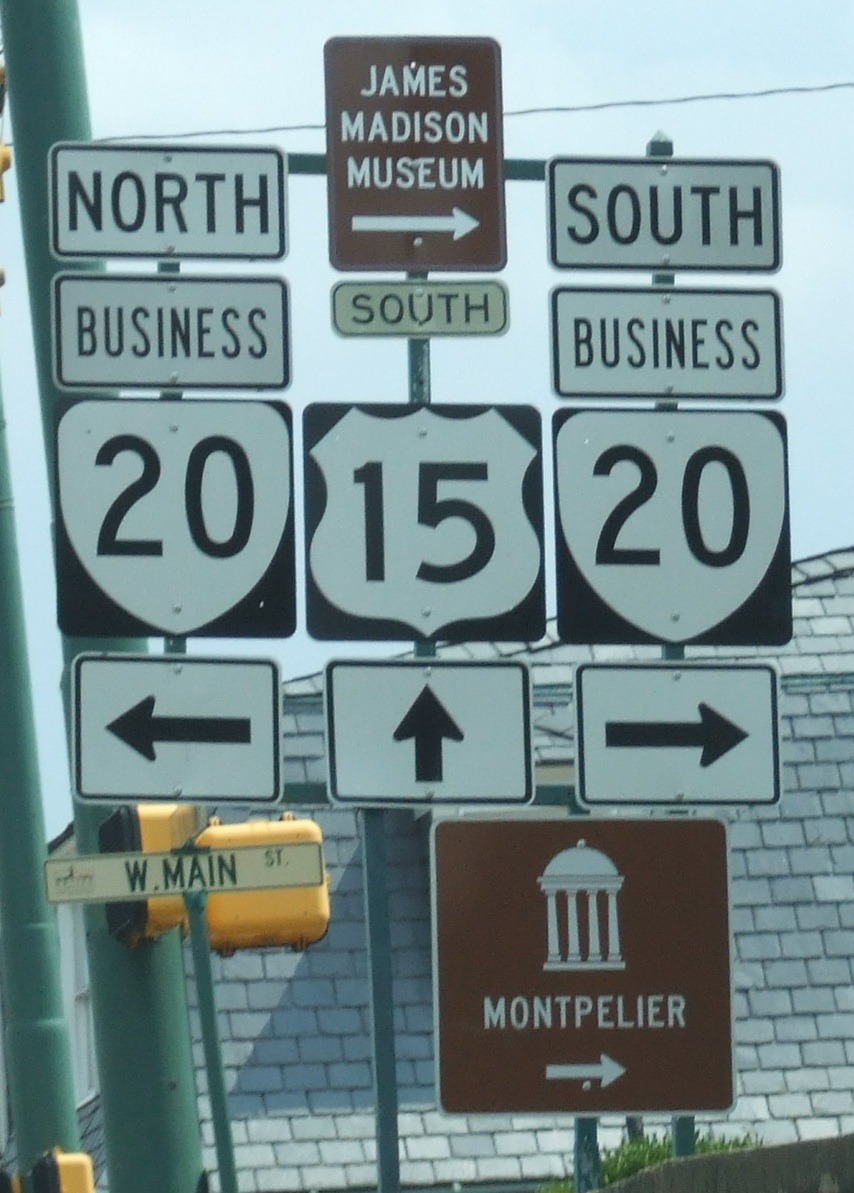 JAMES
MADISON
MUSEUM
NORTH
BUSINESS
20
SOUTH
15
SOUTH
BUSINESS
20
W. MAIN ST.
MONTPELIER